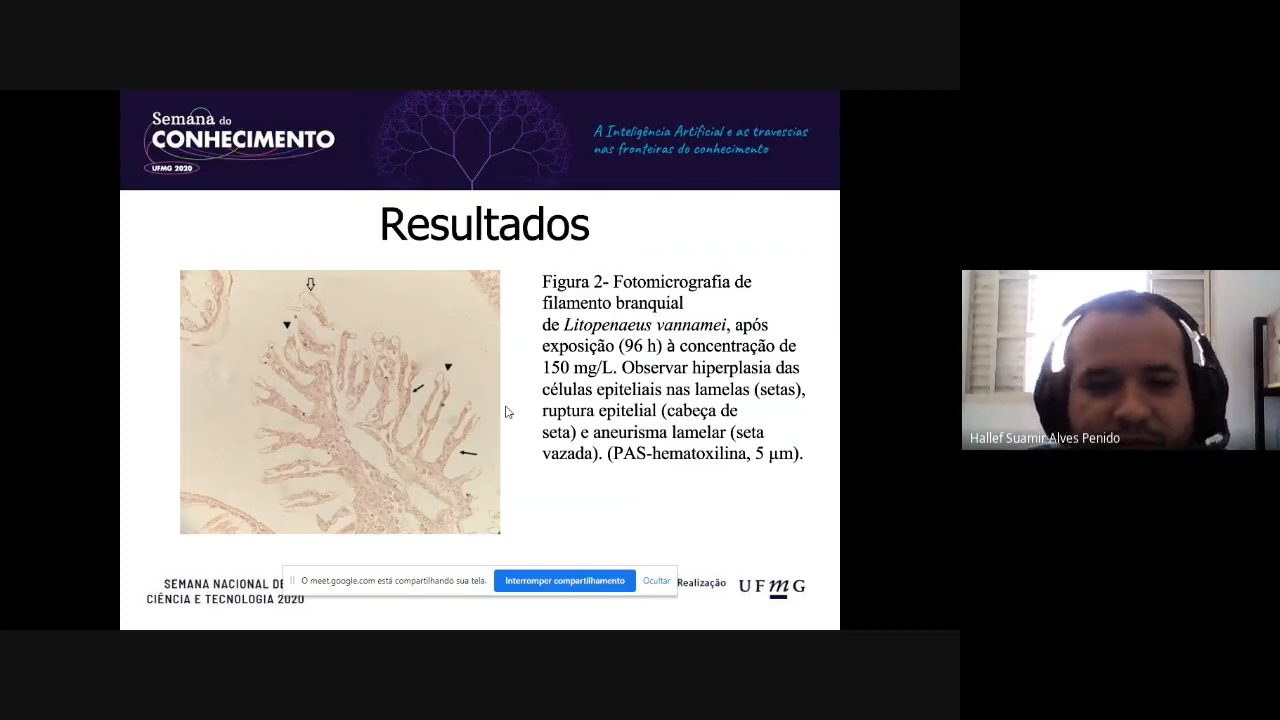 Semana do
CONHECIMENTO
UFMG 2020
A Inteligência Artificial e as travessias
nas fronteiras do conhecimento
Resultados
Figura 2- Fotomicrografia de
filamento branquial
de Litopenaeus vannamei, após
exposição (96 h) à concentração de
150 mg/L. Observar hiperplasia das
células epiteliais nas lamelas (setas),
ruptura epitelial (cabeça de
seta) e aneurisma lamelar (seta
vazada). (PAS-hematoxilina, 5 µm).
Hallef Suamir Alves Penido
SEMANA NACIONAL DE
CIÊNCIA E TECNOLOGIA 2020
O meet.google.com está compartilhando sua tela.
Interromper compartilhamento
Ocultar
Realização
UFmG